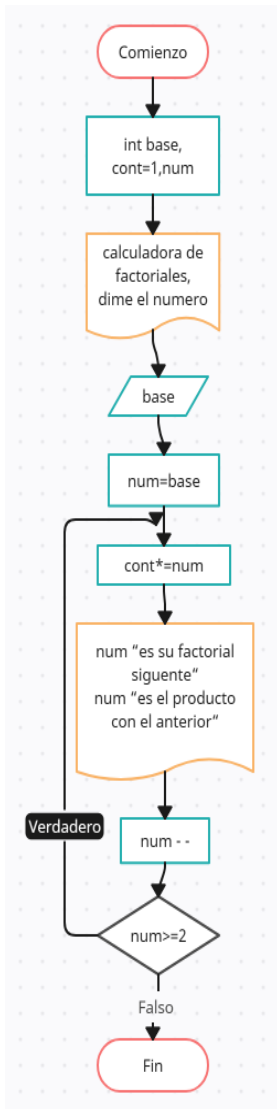 Comienzo
int base,
cont=1,num
calculadora de
factoriales,
dime el numero
base
num=base
cont*=num
num “es su factorial
siguente“
num “es el producto
con el anterior“
num - -
Verdadero
num>=2
Falso
Fin